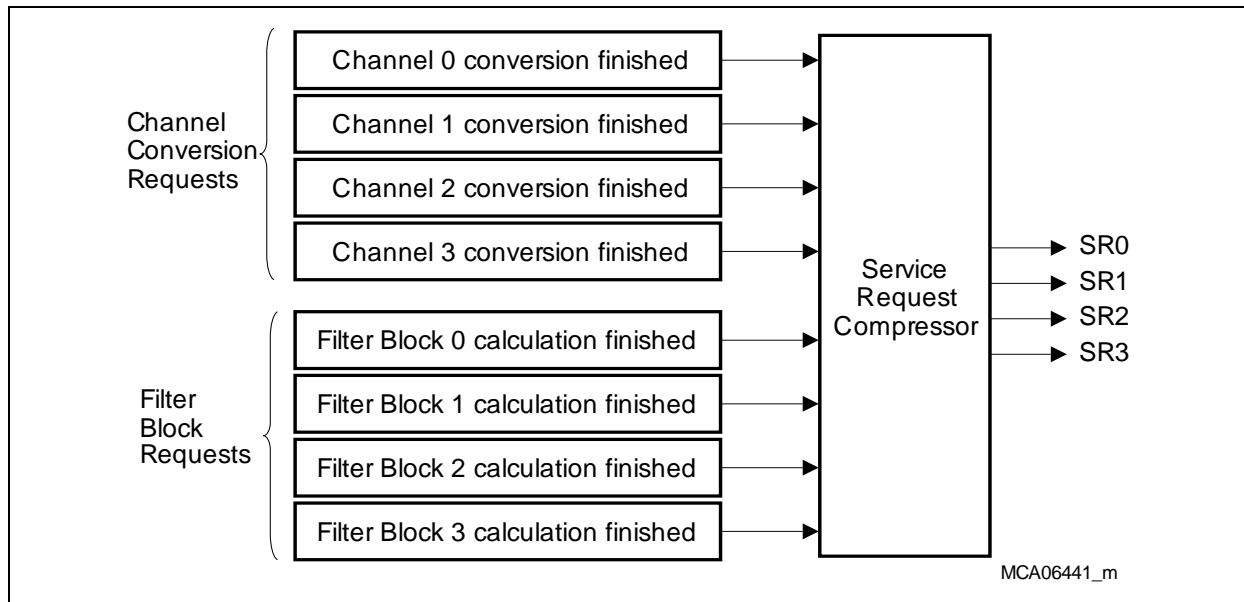 Channel
Conversion
Requests
Channel 0 conversion finished
Channel 1 conversion finished
Channel 2 conversion finished
Channel 3 conversion finished
Filter
Block
Requests
Filter Block 0 calculation finished
Filter Block 1 calculation finished
Filter Block 2 calculation finished
Filter Block 3 calculation finished
Service
Request
Compressor
SR0
SR1
SR2
SR3
MCA06441_m